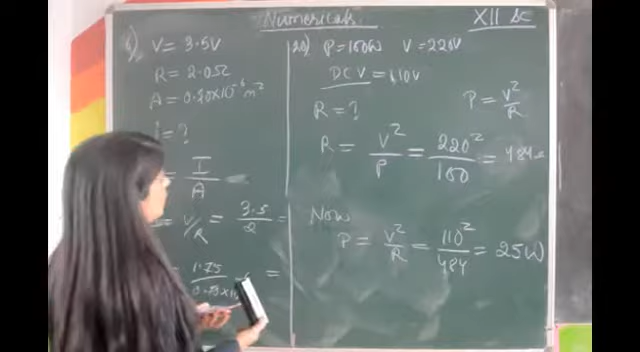 Numericals
XII Sc
V = 3.5V
R = 2.0Ω
A = 0.20×10⁻⁶ m²
= ?
= I/A
= V/R = 3.5/2 =
1.75/ =
20) P = 100W V = 220V
DC V = 110V
R = ?
P = V²/R
R = V²/P = 220²/100 = 484Ω
Now
P = V²/R = 110²/484 = 25W